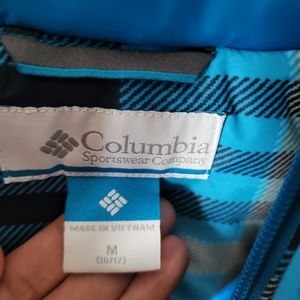 Columbia
Sportswear Company
MADE IN VIETNAM
M
(10/12)